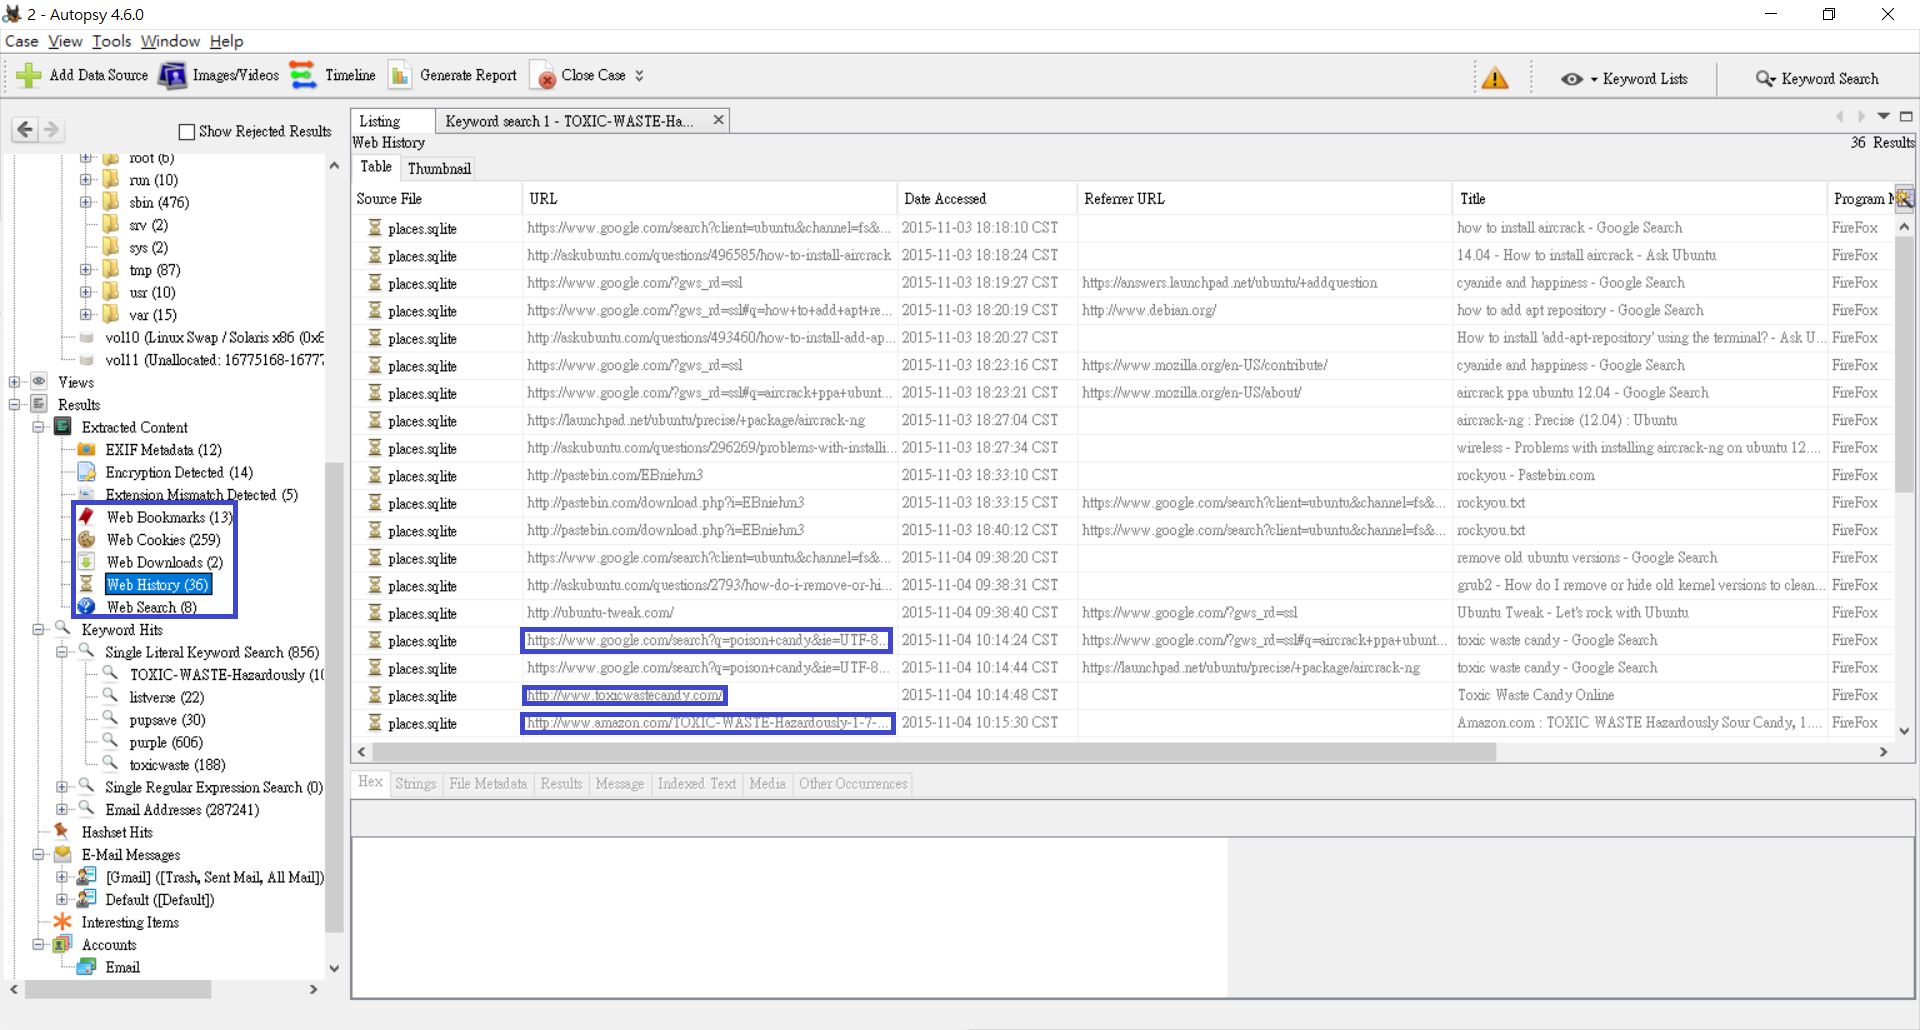 2 - Autopsy 4.6.0
Case View Tools Window Help
Add Data Source Images/Videos Timeline Generate Report Close Case Keyword Lists Keyword Search
Show Rejected Results
root (6)
run (10)
sbin (476)
srv (2)
sys (2)
tmp (87)
usr (10)
var (15)
vol10 (Linux Swap / Solaris x86 (0x8
vol11 (Unallocated: 16775168-16777
Views
Results
Extracted Content
EXIF Metadata (12)
Encryption Detected (14)
Extension Mismatch Detected (5)
Web Bookmarks (13)
Web Cookies (259)
Web Downloads (2)
Web History (36)
Web Search (8)
Keyword Hits
Single Literal Keyword Search (856)
TOXIC-WASTE-Hazardously (10
listverse (22)
pupsave (30)
purple (606)
toxicwaste (188)
Single Regular Expression Search (0)
Email Addresses (287241)
Hashset Hits
E-Mail Messages
[Gmail] ([Trash, Sent Mail, All Mail])
Default ([Default])
Interesting Items
Accounts
Email
Listing Keyword search 1 - TOXIC-WASTE-Ha...
Web History 36 Results
Table Thumbnail
Source File URL Date Accessed Referrer URL Title Program N
places.sqlite https://www.google.com/search?client=ubuntu&channel=fs&... 2015-11-03 18:18:10 CST how to install aircrack - Google Search FireFox
places.sqlite http://askubuntu.com/questions/496585/how-to-install-aircrack 2015-11-03 18:18:24 CST 14.04 - How to install aircrack - Ask Ubuntu FireFox
places.sqlite https://www.google.com/?gws_rd=ssl 2015-11-03 18:19:27 CST https://answers.launchpad.net/ubuntu/+addquestion cyanide and happiness - Google Search FireFox
places.sqlite https://www.google.com/?gws_rd=ssl#q=how+to+add+apt+re... 2015-11-03 18:20:19 CST http://www.debian.org/ how to add apt repository - Google Search FireFox
places.sqlite http://askubuntu.com/questions/493460/how-to-install-add-ap... 2015-11-03 18:20:27 CST How to install 'add-apt-repository' using the terminal? - Ask U... FireFox
places.sqlite https://www.google.com/?gws_rd=ssl 2015-11-03 18:23:16 CST https://www.mozilla.org/en-US/contribute/ cyanide and happiness - Google Search FireFox
places.sqlite https://www.google.com/?gws_rd=ssl#q=aircrack+ppa+ubunt... 2015-11-03 18:23:21 CST https://www.mozilla.org/en-US/about/ aircrack ppa ubuntu 12.04 - Google Search FireFox
places.sqlite https://launchpad.net/ubuntu/precise/+package/aircrack-ng 2015-11-03 18:27:04 CST aircrack-ng : Precise (12.04) : Ubuntu FireFox
places.sqlite http://askubuntu.com/questions/296269/problems-with-installi... 2015-11-03 18:27:34 CST wireless - Problems with installing aircrack-ng on ubuntu 12.... FireFox
places.sqlite http://pastebin.com/EBniehm3 2015-11-03 18:33:10 CST rockyou - Pastebin.com FireFox
places.sqlite http://pastebin.com/download.php?i=EBniehm3 2015-11-03 18:33:15 CST https://www.google.com/search?client=ubuntu&channel=fs&... rockyou.txt FireFox
places.sqlite http://pastebin.com/download.php?i=EBniehm3 2015-11-03 18:40:12 CST https://www.google.com/search?client=ubuntu&channel=fs&... rockyou.txt FireFox
places.sqlite https://www.google.com/search?client=ubuntu&channel=fs&... 2015-11-04 09:38:20 CST remove old ubuntu versions - Google Search FireFox
places.sqlite http://askubuntu.com/questions/2793/how-do-i-remove-or-hi... 2015-11-04 09:38:31 CST grub2 - How do I remove or hide old kernel versions to clean... FireFox
places.sqlite http://ubuntu-tweak.com/ 2015-11-04 09:38:40 CST https://www.google.com/?gws_rd=ssl Ubuntu Tweak - Let's rock with Ubuntu FireFox
places.sqlite https://www.google.com/search?q=poison+candy&ie=UTF-8... 2015-11-04 10:14:24 CST https://www.google.com/?gws_rd=ssl#q=aircrack+ppa+ubunt... toxic waste candy - Google Search FireFox
places.sqlite https://www.google.com/search?q=poison+candy&ie=UTF-8... 2015-11-04 10:14:44 CST https://launchpad.net/ubuntu/precise/+package/aircrack-ng toxic waste candy - Google Search FireFox
places.sqlite http://www.toxicwastecandy.com/ 2015-11-04 10:14:48 CST Toxic Waste Candy Online FireFox
places.sqlite http://www.amazon.com/TOXIC-WASTE-Hazardously-1-7-... 2015-11-04 10:15:30 CST Amazon.com : TOXIC WASTE Hazardously Sour Candy, 1.... FireFox
Hex Strings File Metadata Results Message Indexed Text Media Other Occurrences